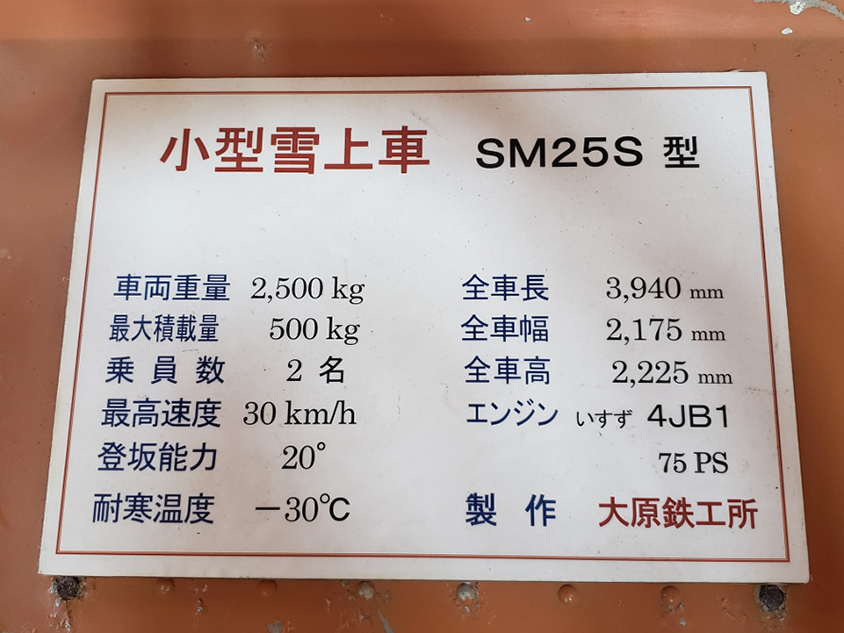 小型雪上車 SM25S 型
車両重量 2,500 kg 全車長 3,940 mm
最大積載量 500 kg 全車幅 2,175 mm
乗員数 2 名 全車高 2,225 mm
最高速度 30 km/h エンジン いすず 4JB1
登坂能力 20° 75 PS
耐寒温度 －30℃ 製作 大原鉄工所